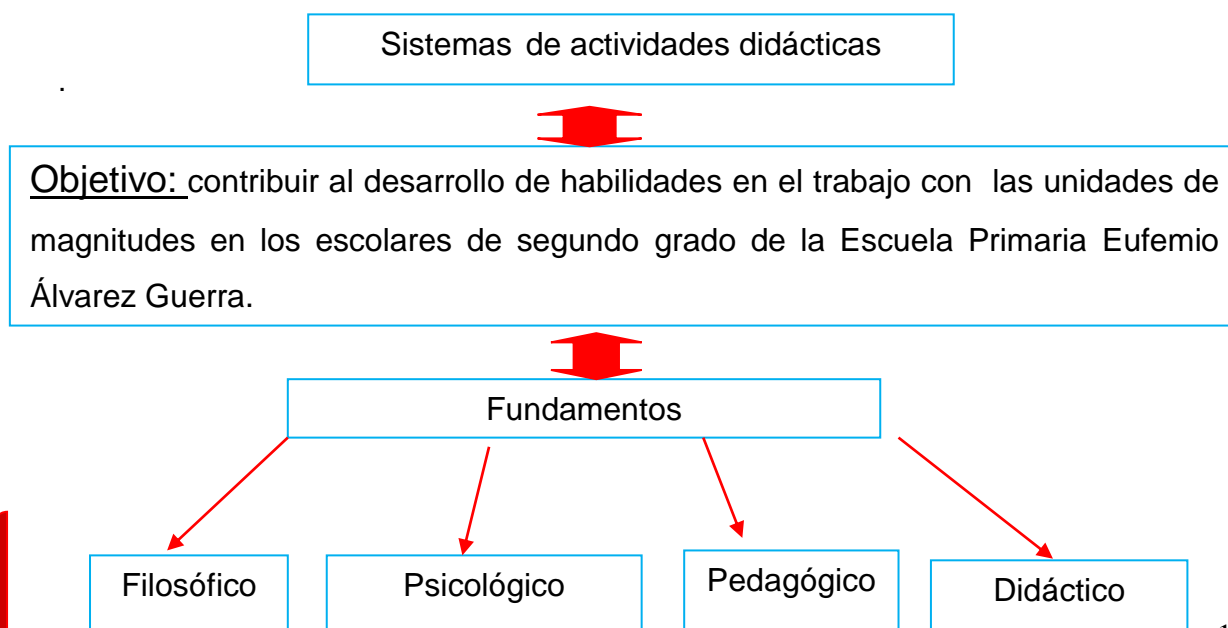 Sistemas de actividades didácticas
.
Objetivo: contribuir al desarrollo de habilidades en el trabajo con las unidades de
magnitudes en los escolares de segundo grado de la Escuela Primaria Eufemio
Álvarez Guerra.
Fundamentos
Filosófico
Psicológico
Pedagógico
Didáctico